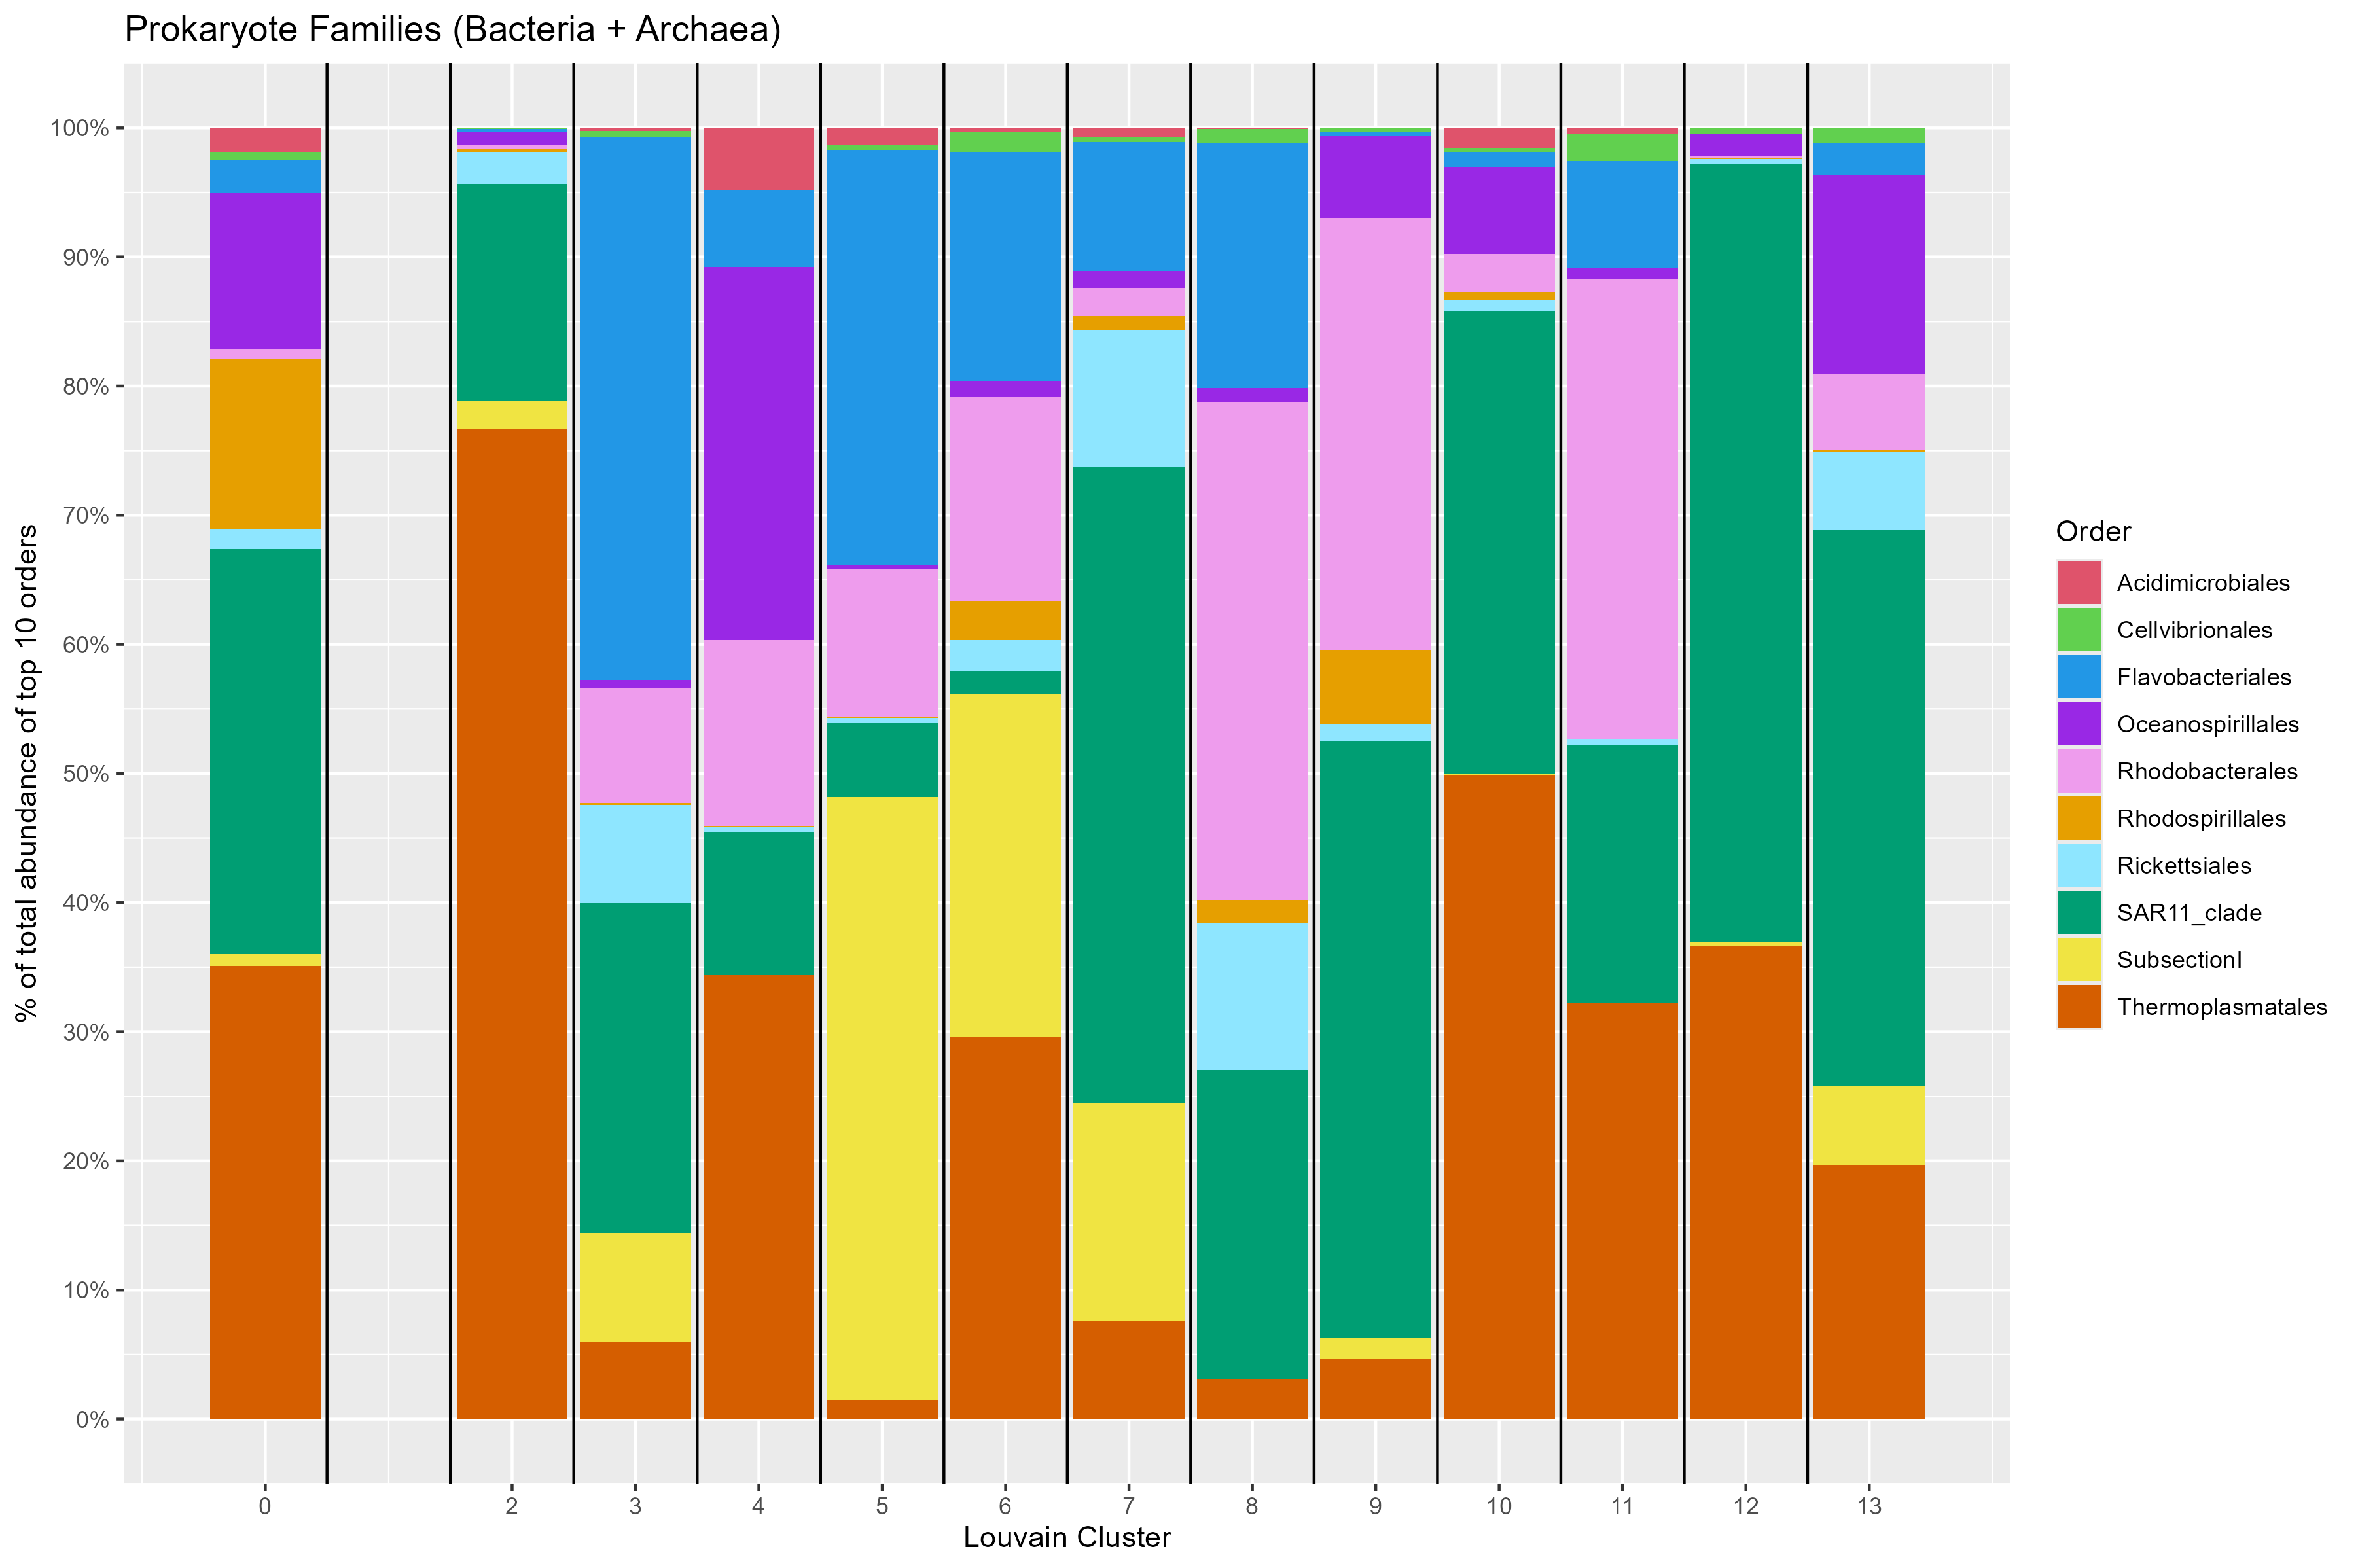 Prokaryote Families (Bacteria + Archaea)
% of total abundance of top 10 orders
100%
90%
80%
70%
60%
50%
40%
30%
20%
10%
0%
0 2 3 4 5 6 7 8 9 10 11 12 13
Louvain Cluster
Order
Acidimicrobiales
Cellvibrionales
Flavobacteriales
Oceanospirillales
Rhodobacterales
Rhodospirillales
Rickettsiales
SAR11_clade
SubsectionI
Thermoplasmatales